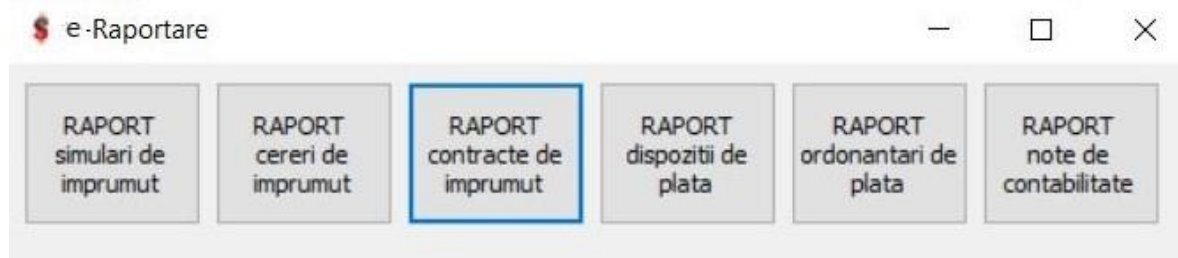 e-Raportare
RAPORT
simulari de
imprumut
RAPORT
cereri de
imprumut
RAPORT
contracte de
imprumut
RAPORT
dispozitii de
plata
RAPORT
ordonantari de
plata
RAPORT
note de
contabilitate